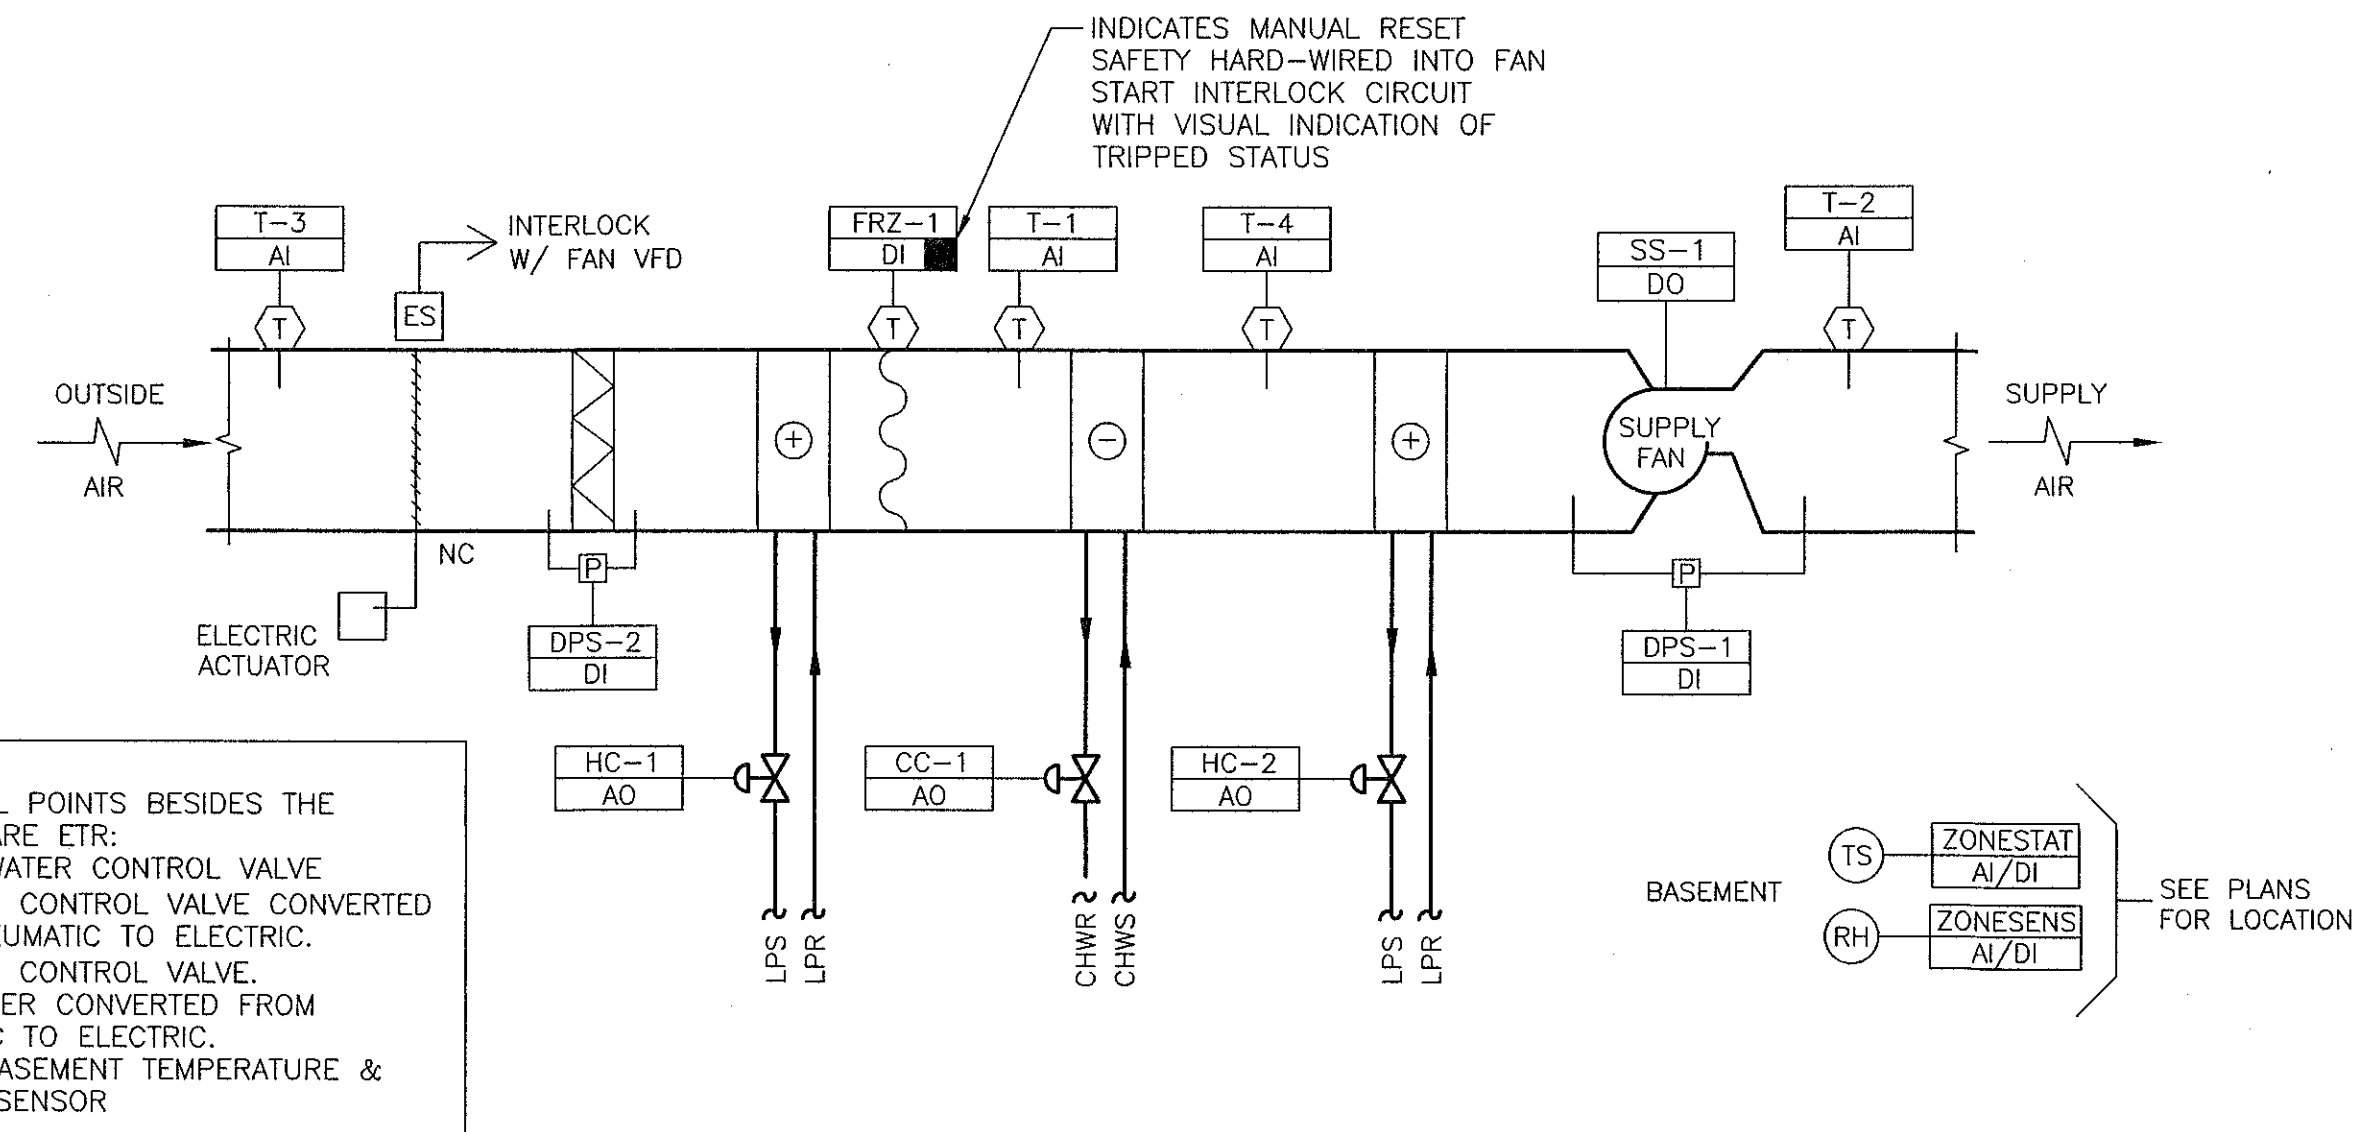 INDICATES MANUAL RESET
SAFETY HARD-WIRED INTO FAN
START INTERLOCK CIRCUIT
WITH VISUAL INDICATION OF
TRIPPED STATUS
T-3
AI
INTERLOCK
W/ FAN VFD
ES
FRZ-1
DI
T-1
AI
T-4
AI
SS-1
DO
T-2
AI
T
T
T
T
T
OUTSIDE
AIR
+
-
+
SUPPLY
FAN
SUPPLY
AIR
NC
ELECTRIC
ACTUATOR
P
DPS-2
DI
P
DPS-1
DI
HC-1
AO
CC-1
AO
HC-2
AO
LPS
LPR
CHWR
CHWS
LPS
LPR
L POINTS BESIDES THE
ARE ETR:
WATER CONTROL VALVE
CONTROL VALVE CONVERTED
EUMATIC TO ELECTRIC.
CONTROL VALVE.
ER CONVERTED FROM
C TO ELECTRIC.
ASEMENT TEMPERATURE &
SENSOR
BASEMENT
TS
ZONESTAT
AI/DI
RH
ZONESENS
AI/DI
SEE PLANS
FOR LOCATION